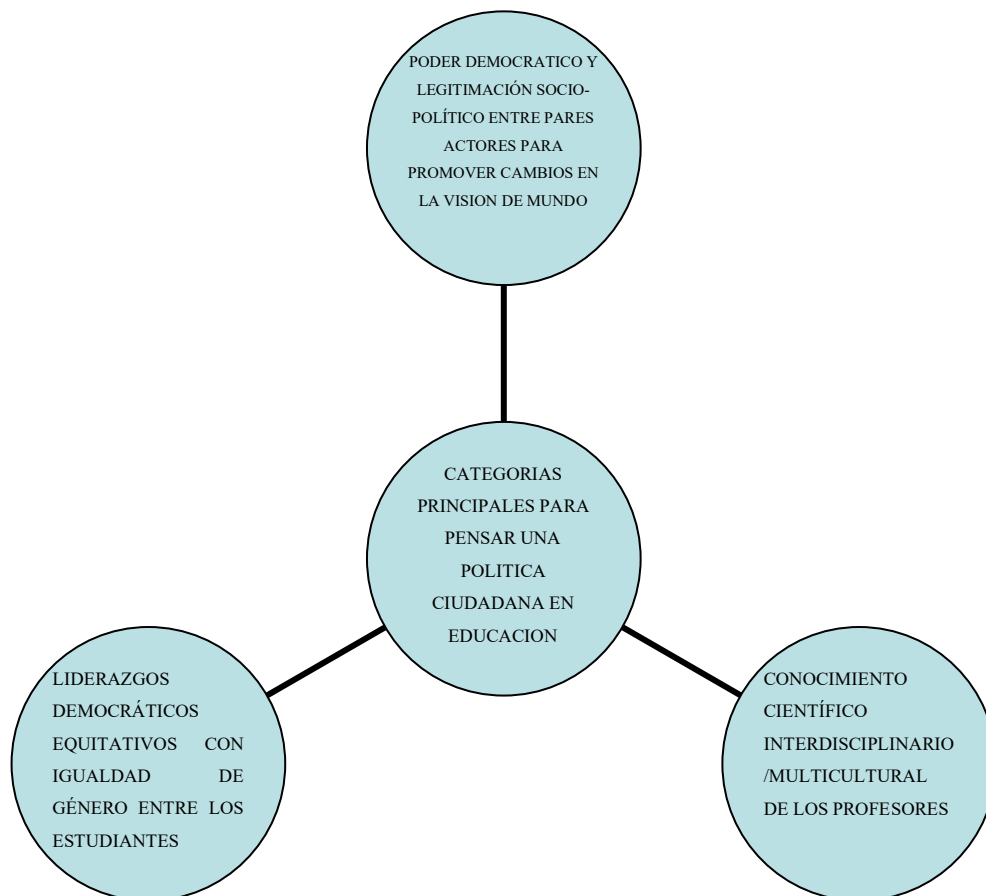 PODER DEMOCRATICO Y
LEGITIMACIÓN SOCIO-
POLÍTICO ENTRE PARES
ACTORES PARA
PROMOVER CAMBIOS EN
LA VISION DE MUNDO
CATEGORIAS
PRINCIPALES PARA
PENSAR UNA
POLITICA
CIUDADANA EN
EDUCACION
LIDERAZGOS
DEMOCRÁTICOS
EQUITATIVOS CON
IGUALDAD DE
GÉNERO ENTRE LOS
ESTUDIANTES
CONOCIMIENTO
CIENTÍFICO
INTERDISCIPLINARIO
/MULTICULTURAL
DE LOS PROFESORES